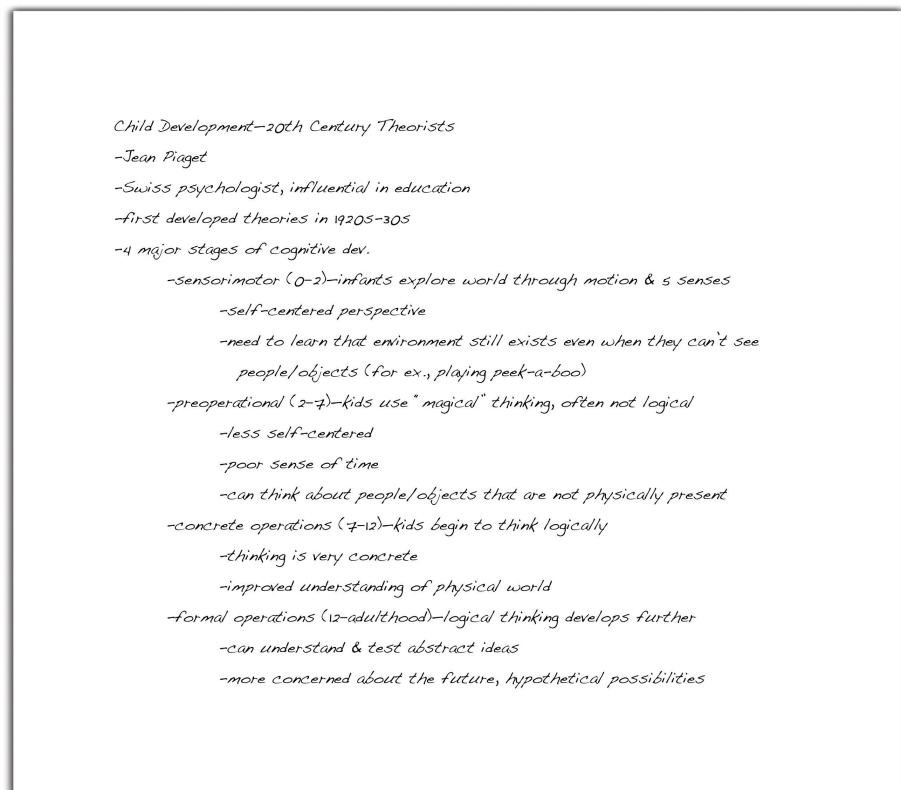 Child Development—20th Century Theorists
-Jean Piaget
-Swiss psychologist, influential in education
-first developed theories in 1920s-30s
-4 major stages of cognitive dev.
-sensorimotor (0-2)—infants explore world through motion & 5 senses
-self-centered perspective
-need to learn that environment still exists even when they can't see
people/objects (for ex., playing peek-a-boo)
-preoperational (2-7)—kids use "magical" thinking, often not logical
-less self-centered
-poor sense of time
-can think about people/objects that are not physically present
-concrete operations (7-12)—kids begin to think logically
-thinking is very concrete
-improved understanding of physical world
-formal operations (12-adulthood)—logical thinking develops further
-can understand & test abstract ideas
-more concerned about the future, hypothetical possibilities